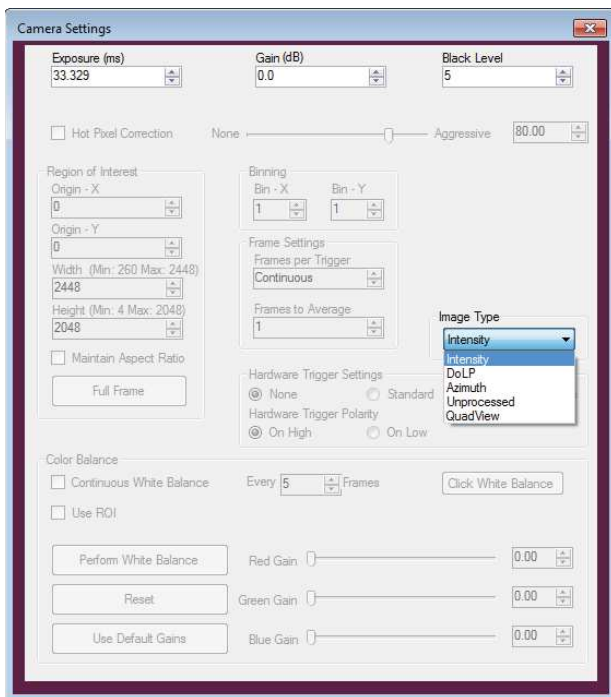 Camera Settings
Exposure (ms)
33.329
Gain (dB)
0.0
Black Level
5
Hot Pixel Correction
None
Aggressive
80.00
Region of Interest
Origin - X
0
Origin - Y
0
Width (Min: 260 Max: 2448)
2448
Height (Min: 4 Max: 2048)
2048
Maintain Aspect Ratio
Full Frame
Binning
Bin - X
Bin - Y
1
1
Frame Settings
Frames per Trigger
Continuous
Frames to Average
1
Image Type
Intensity
Intensity
DoLP
Azimuth
Unprocessed
QuadView
Hardware Trigger Settings
None
Standard
Hardware Trigger Polarity
On High
On Low
Color Balance
Continuous White Balance
Every 5 Frames
Click White Balance
Use ROI
Perform White Balance
Red Gain
0.00
Reset
Green Gain
0.00
Use Default Gains
Blue Gain
0.00